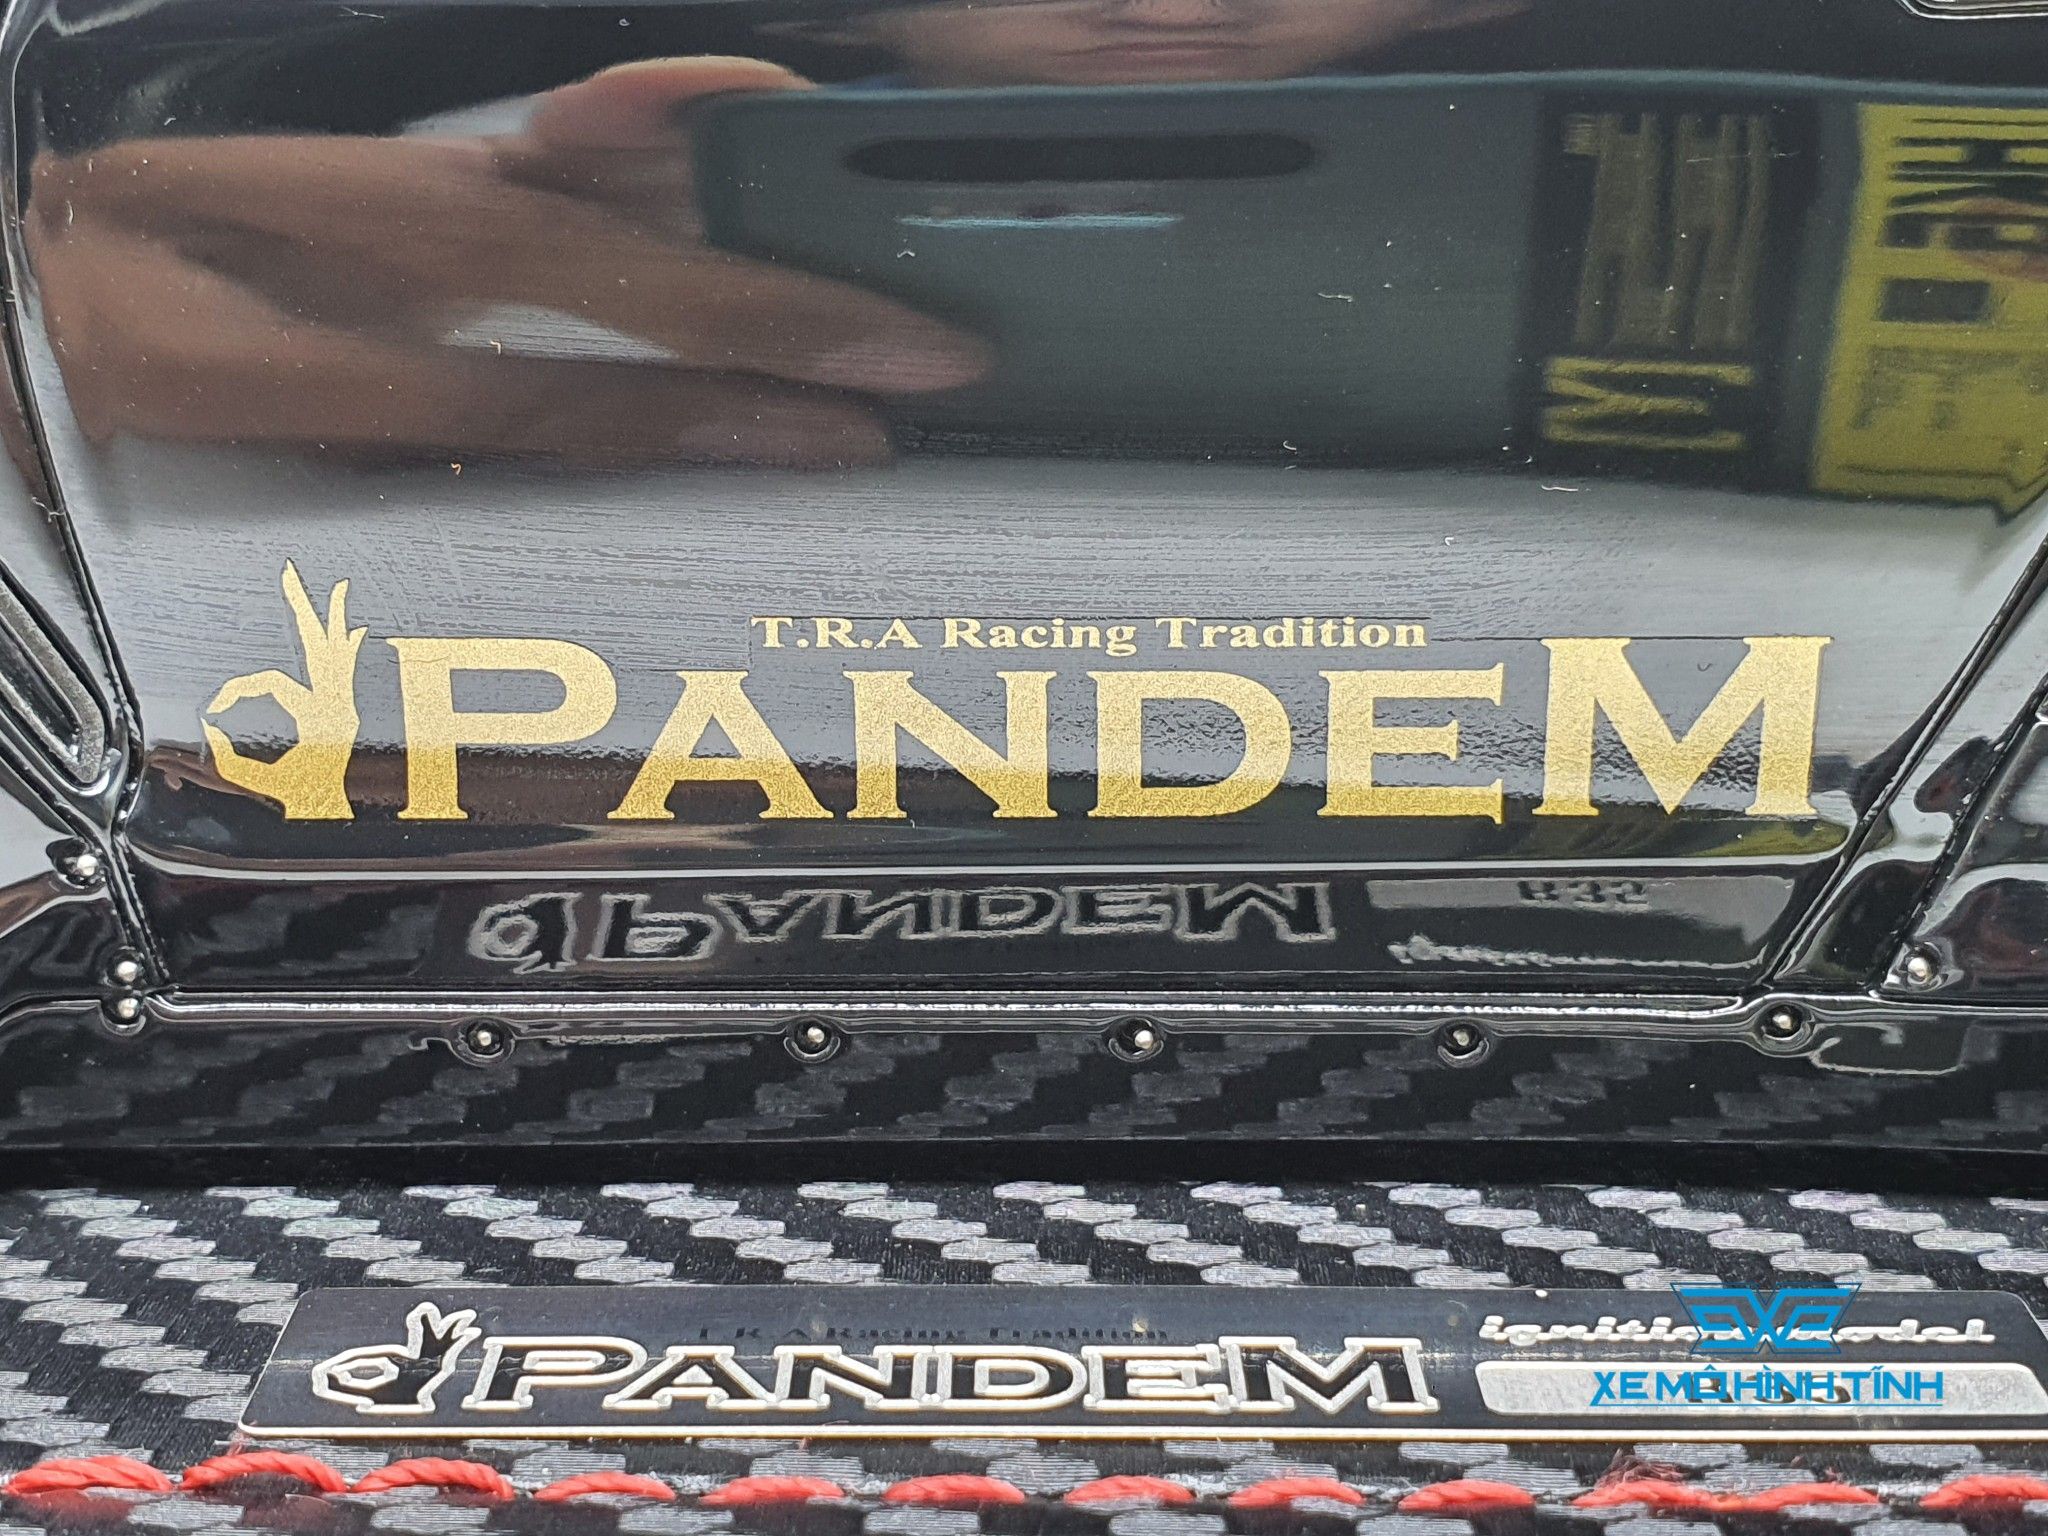 T.R.A Racing Tradition
PANDEM
PANDEM
T.R.A Racing Tradition
PANDEM
ignition model
XE MÔ HÌNH TĨNH